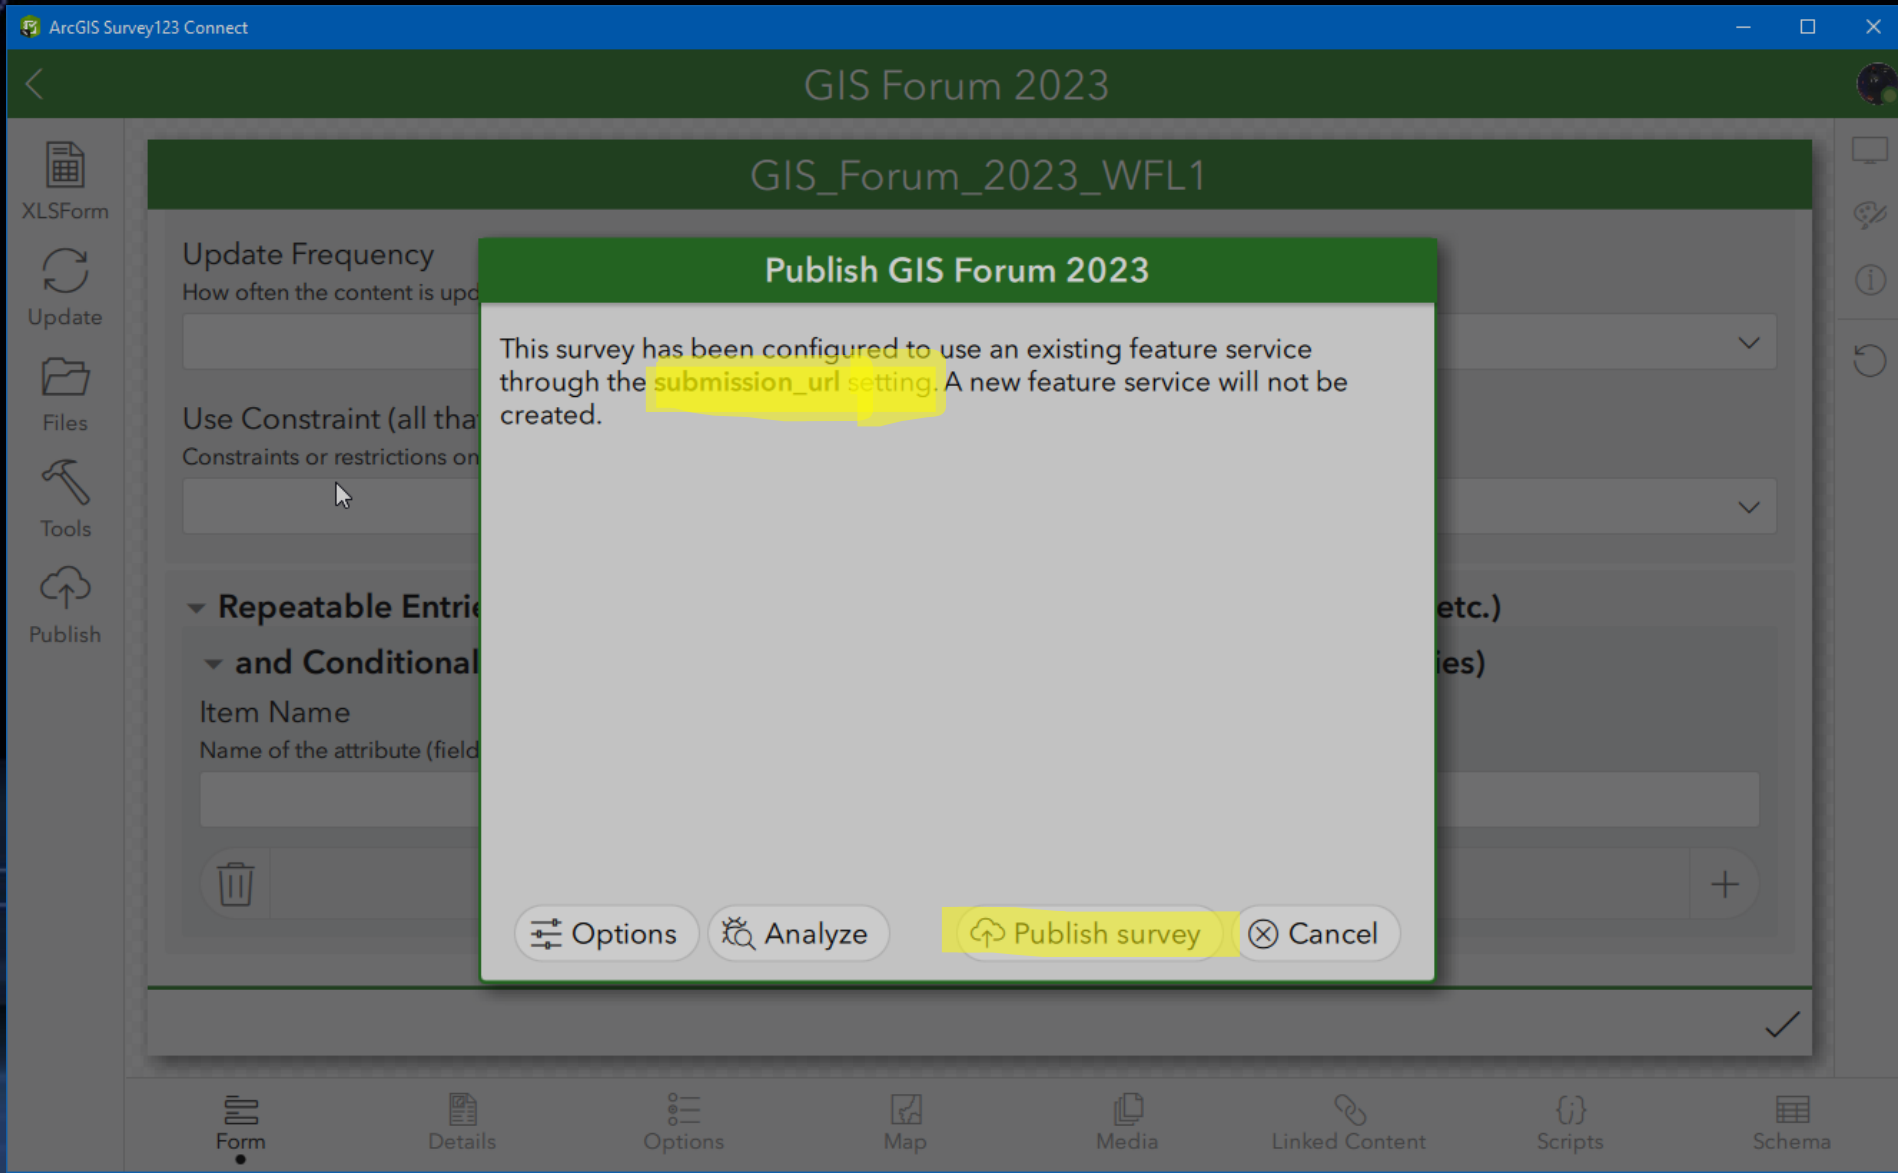 ArcGIS Survey123 Connect
GIS Forum 2023
XLSForm
Update
Files
Tools
Publish
GIS_Forum_2023_WFL1
Update Frequency
How often the content is upd
Use Constraint (all tha
Constraints or restrictions on
Repeatable Entrie
etc.)
and Conditional
ies)
Item Name
Name of the attribute (field
Publish GIS Forum 2023
This survey has been configured to use an existing feature service
through the submission_url setting. A new feature service will not be
created.
Options
Analyze
Publish survey
Cancel
Form
Details
Options
Map
Media
Linked Content
Scripts
Schema